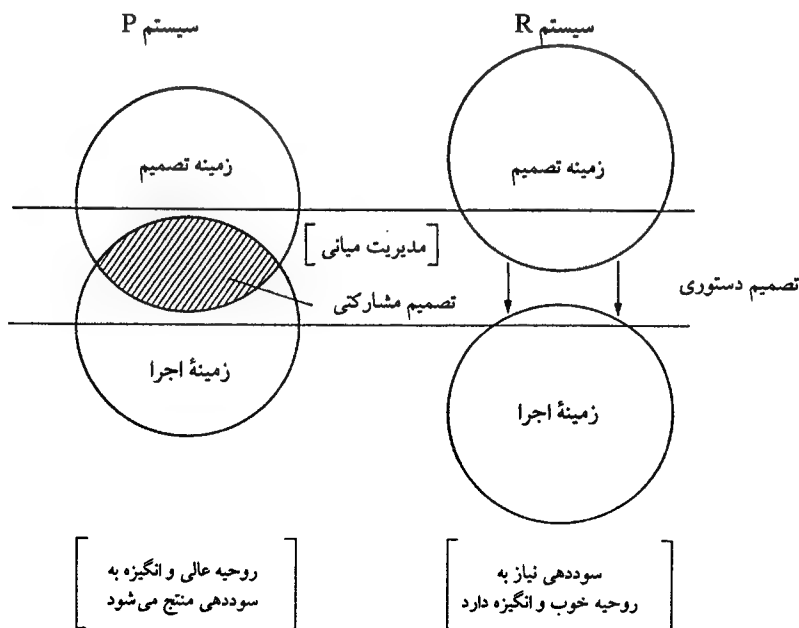 سیستم R
سیستم P
زمینه تصمیم
زمینه تصمیم
[مدیریت میانی]
تصمیم دستوری
تصمیم مشارکتی
زمینهٔ اجرا
زمینهٔ اجرا
سوددهی نیاز به
روحیه خوب و انگیزه دارد
روحیه عالی و انگیزه به
سوددهی منتج می‌شود